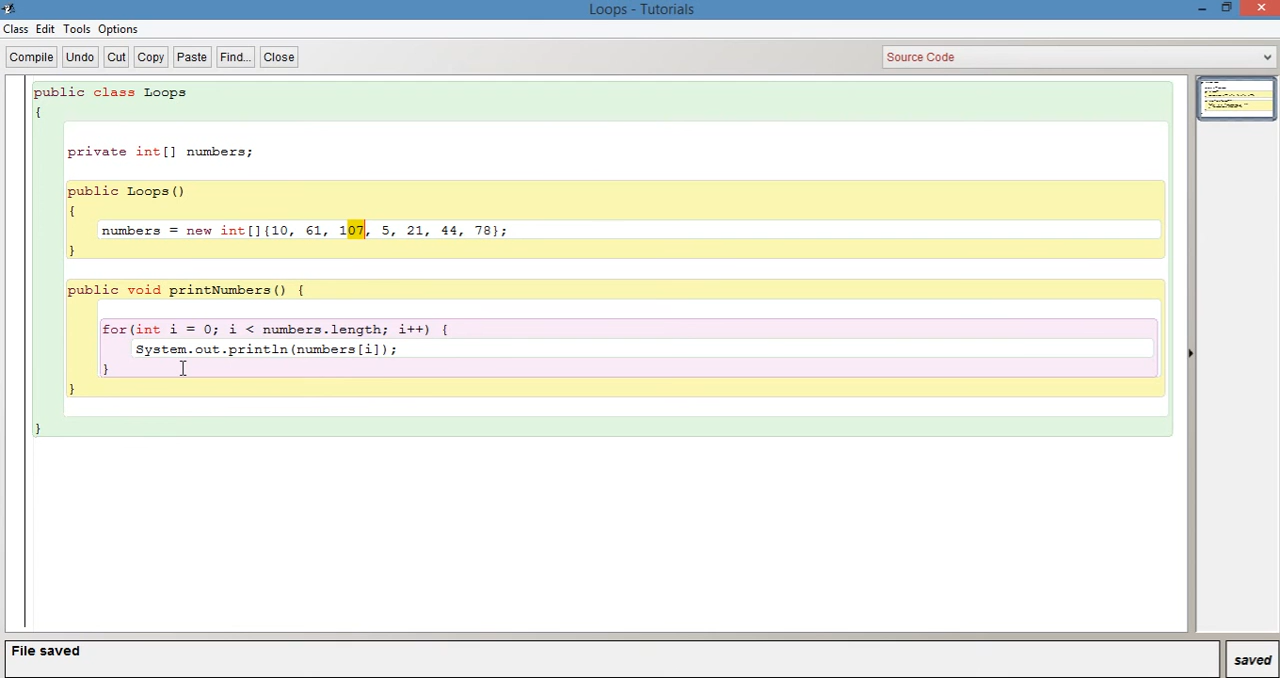 Loops - Tutorials
Class Edit Tools Options
Compile Undo Cut Copy Paste Find... Close Source Code
public class Loops
{
private int[] numbers;
public Loops()
{
numbers = new int[]{10, 61, 107, 5, 21, 44, 78};
}
public void printNumbers() {
for(int i = 0; i < numbers.length; i++) {
System.out.println(numbers[i]);
}
}
}
File saved
saved